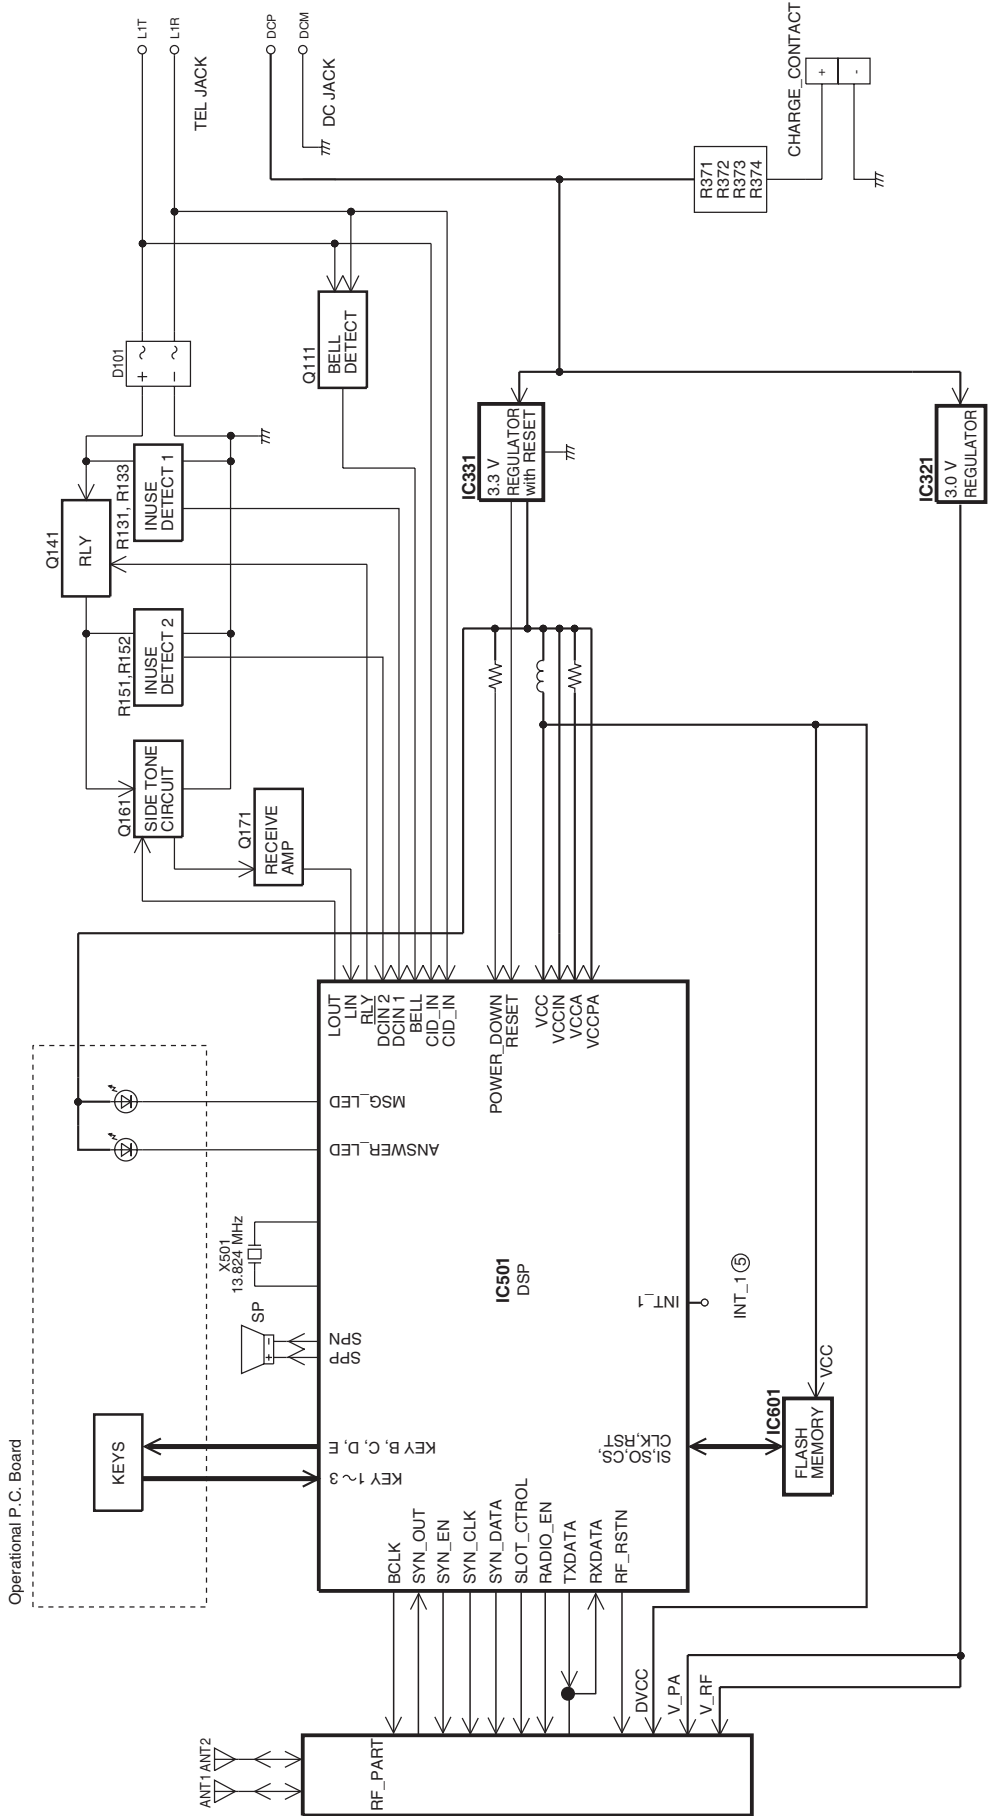 Operational P.C. Board
KEYS
ANT1
ANT2
RF_PART
BCLK
SYN_OUT
SYN_EN
SYN_CLK
SYN_DATA
SLOT_CTROL
RADIO_EN
TXDATA
RXDATA
RF_RSTN
DVCC
V_PA
V_RF
KEY 1~3
KEY B, C, D, E
SPP
SPN
+
-
SP
X501
13.824 MHz
ANSWER_LED
MSG_LED
IC501
DSP
SI,SO,CS,
CLK,RST
INT_1
INT_1 ⑤
IC601
FLASH
MEMORY
VCC
LOUT
LIN
RLY
DCIN 2
DCIN 1
BELL
CID_IN
CID_IN
POWER_DOWN
RESET
VCC
VCCIN
VCCA
VCCPA
Q171
RECEIVE
AMP
Q161
SIDE TONE
CIRCUIT
R151,R152
INUSE
DETECT 2
Q141
RLY
R131, R133
INUSE
DETECT 1
D101
+
~
−
~
Q111
BELL
DETECT
IC331
3.3 V
REGULATOR
with RESET
IC321
3.0 V
REGULATOR
L1T
L1R
TEL JACK
DCP
DCM
DC JACK
R371
R372
R373
R374
CHARGE_CONTACT
+
-